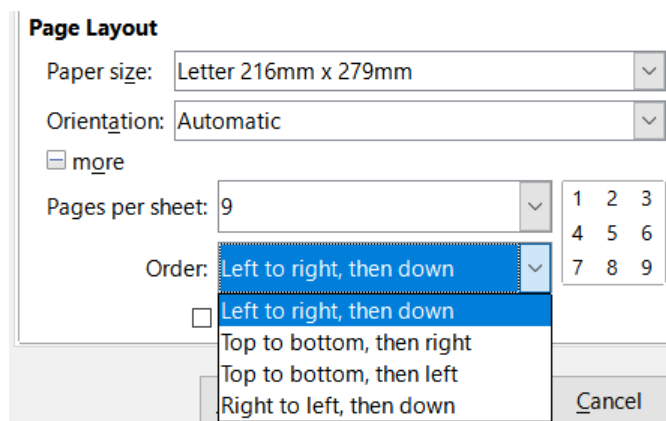 Page Layout
Paper size: Letter 216mm x 279mm
Orientation: Automatic
more
Pages per sheet: 9
1 2 3
4 5 6
7 8 9
Order: Left to right, then down
Left to right, then down
Top to bottom, then right
Top to bottom, then left
Right to left, then down
Cancel